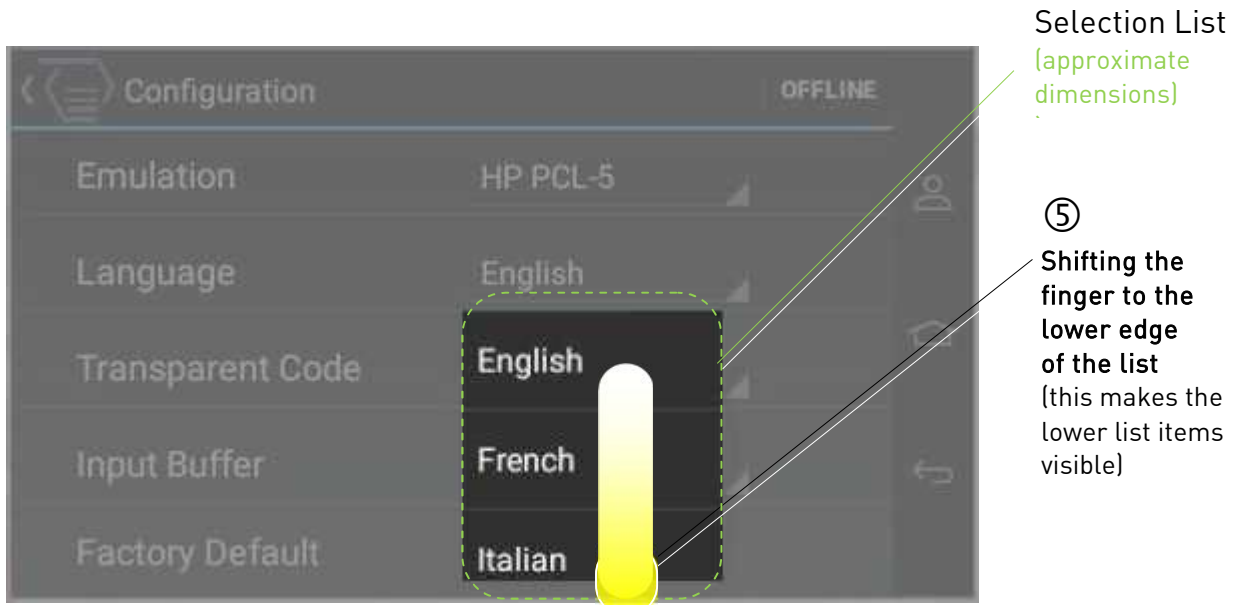 Configuration OFFLINE
Emulation HP PCL-5
Language English
Transparent Code
Input Buffer
Factory Default
English
French
Italian
Selection List
(approximate
dimensions)
)
⑤
Shifting the
finger to the
lower edge
of the list
(this makes the
lower list items
visible)